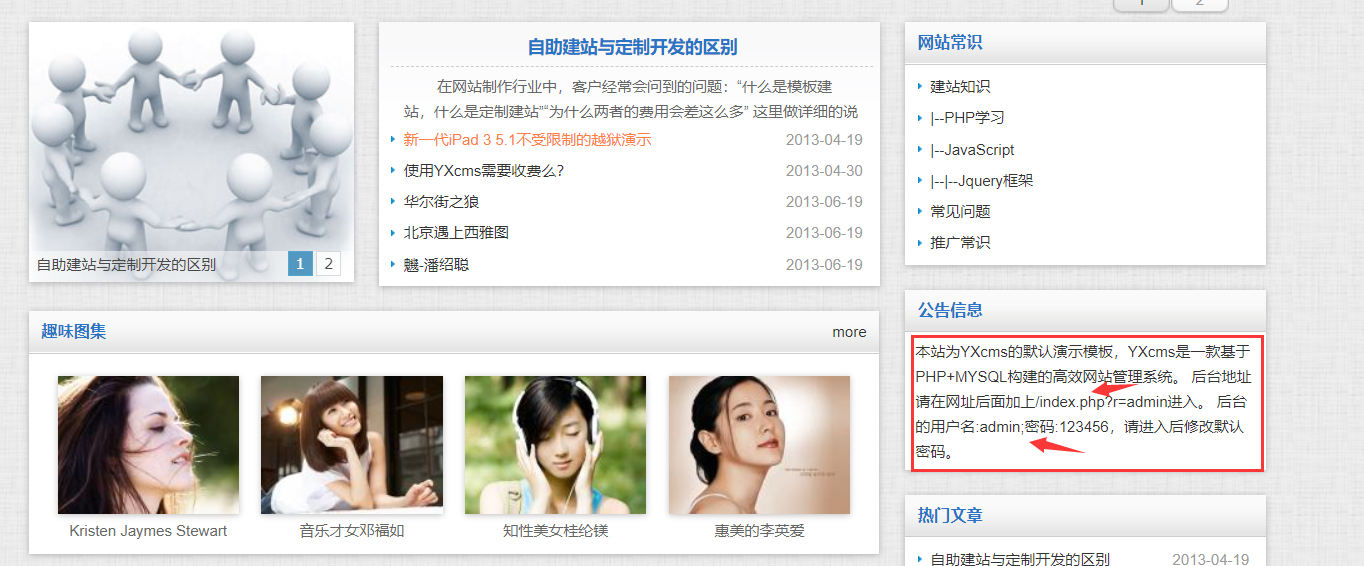 1 2
自助建站与定制开发的区别
1 2
自助建站与定制开发的区别
在网站制作行业中，客户经常会问到的问题：“什么是模板建
站，什么是定制建站”“为什么两者的费用会差这么多” 这里做详细的说
新一代iPad 3 5.1不受限制的越狱演示 2013-04-19
使用YXcms需要收费么？ 2013-04-30
华尔街之狼 2013-06-19
北京遇上西雅图 2013-06-19
魑-潘绍聪 2013-06-19
趣味图集 more
Kristen Jaymes Stewart
音乐才女邓福如
知性美女桂纶镁
惠美的李英爱
网站常识
建站知识
|--PHP学习
|--JavaScript
|--|--Jquery框架
常见问题
推广常识
公告信息
本站为YXcms的默认演示模板，YXcms是一款基于
PHP+MYSQL构建的高效网站管理系统。 后台地址
请在网址后面加上/index.php?r=admin进入。 后台
的用户名:admin;密码:123456，请进入后修改默认
密码。
热门文章
自助建站与定制开发的区别 2013-04-19